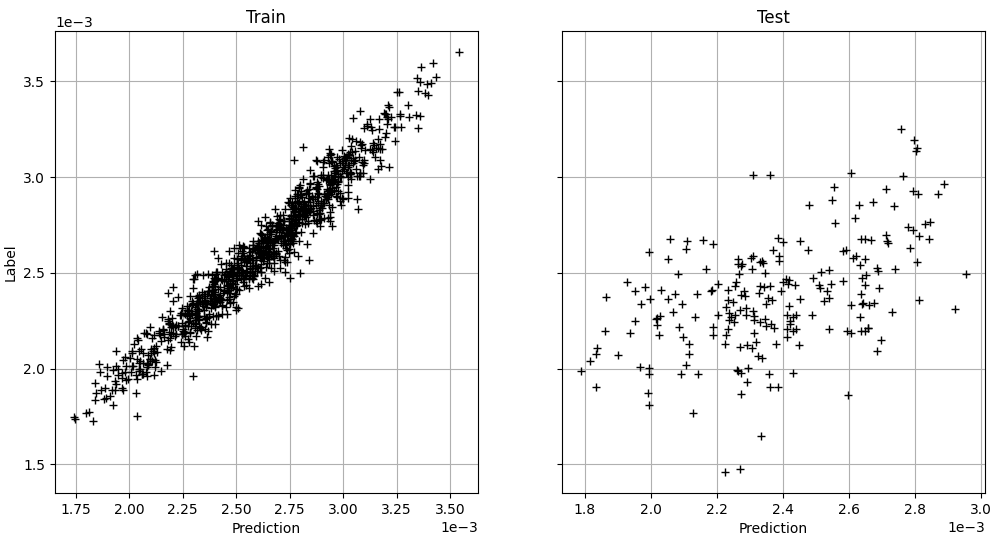 Train
Test
1e−3
Label
3.5
3.0
2.5
2.0
1.5
1.75 2.00 2.25 2.50 2.75 3.00 3.25 3.50
Prediction
1e−3
1.8 2.0 2.2 2.4 2.6 2.8 3.0
Prediction
1e−3